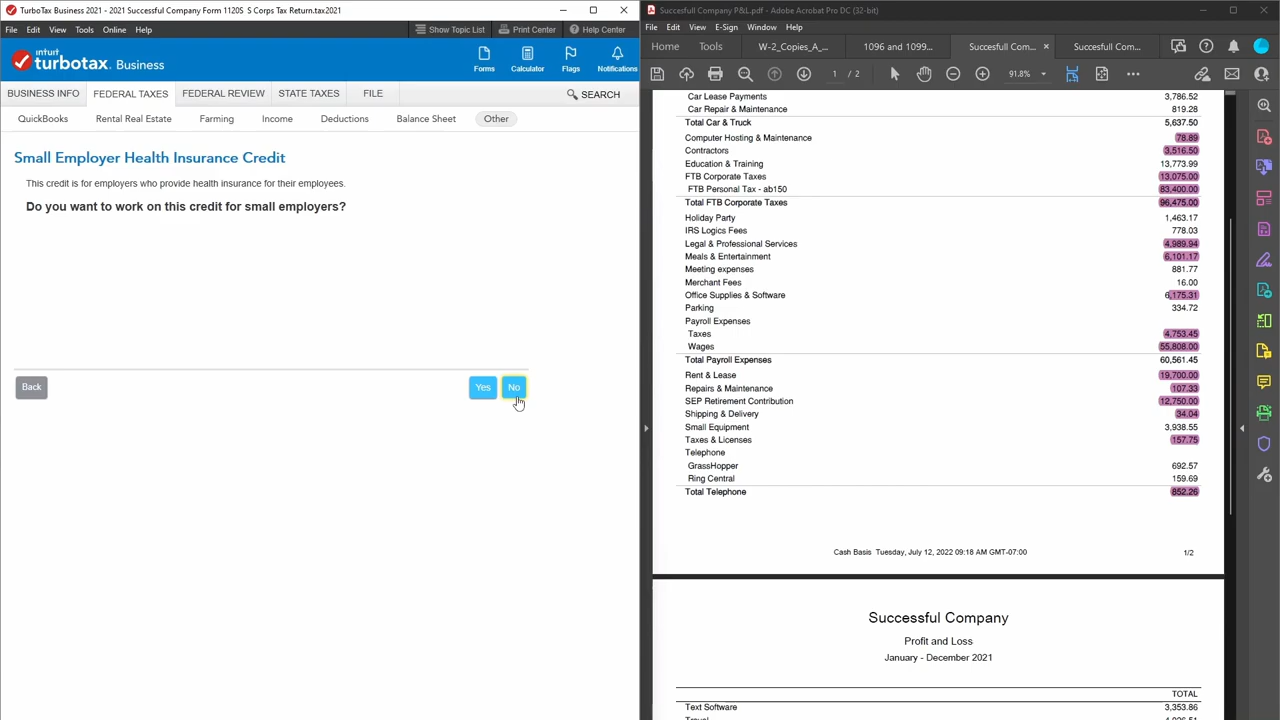 TurboTax Business 2021 - 2021 Successful Company Form 1120S S Corps Tax Return.tax2021
File Edit View Tools Online Help
Show Topic List Print Center Help Center
intuit turbotax. Business
Forms Calculator Flags Notifications
BUSINESS INFO FEDERAL TAXES FEDERAL REVIEW STATE TAXES FILE SEARCH
QuickBooks Rental Real Estate Farming Income Deductions Balance Sheet Other
Small Employer Health Insurance Credit
This credit is for employers who provide health insurance for their employees.
Do you want to work on this credit for small employers?
Back Yes No
Succesfull Company P&L.pdf - Adobe Acrobat Pro DC (32-bit)
File Edit View E-Sign Window Help
Home Tools W-2_Copies_A_... 1096 and 1099... Succesfull Com... × Succesfull Com...
1 / 2 91.8%
Car Lease Payments 3,786.52
Car Repair & Maintenance 819.28
Total Car & Truck 5,637.50
Computer Hosting & Maintenance 78.89
Contractors 3,516.50
Education & Training 13,773.99
FTB Corporate Taxes 13,075.00
FTB Personal Tax - ab150 83,400.00
Total FTB Corporate Taxes 96,475.00
Holiday Party 1,463.17
IRS Logics Fees 778.03
Legal & Professional Services 4,989.94
Meals & Entertainment 6,101.17
Meeting expenses 881.77
Merchant Fees 16.00
Office Supplies & Software 6,175.31
Parking 334.72
Payroll Expenses
Taxes 4,753.45
Wages 55,808.00
Total Payroll Expenses 60,561.45
Rent & Lease 19,700.00
Repairs & Maintenance 107.33
SEP Retirement Contribution 12,750.00
Shipping & Delivery 34.04
Small Equipment 3,938.55
Taxes & Licenses 157.75
Telephone
GrassHopper 692.57
Ring Central 159.69
Total Telephone 852.26
Cash Basis Tuesday, July 12, 2022 09:18 AM GMT-07:00 1/2
Successful Company
Profit and Loss
January - December 2021
TOTAL
Text Software 3,353.86